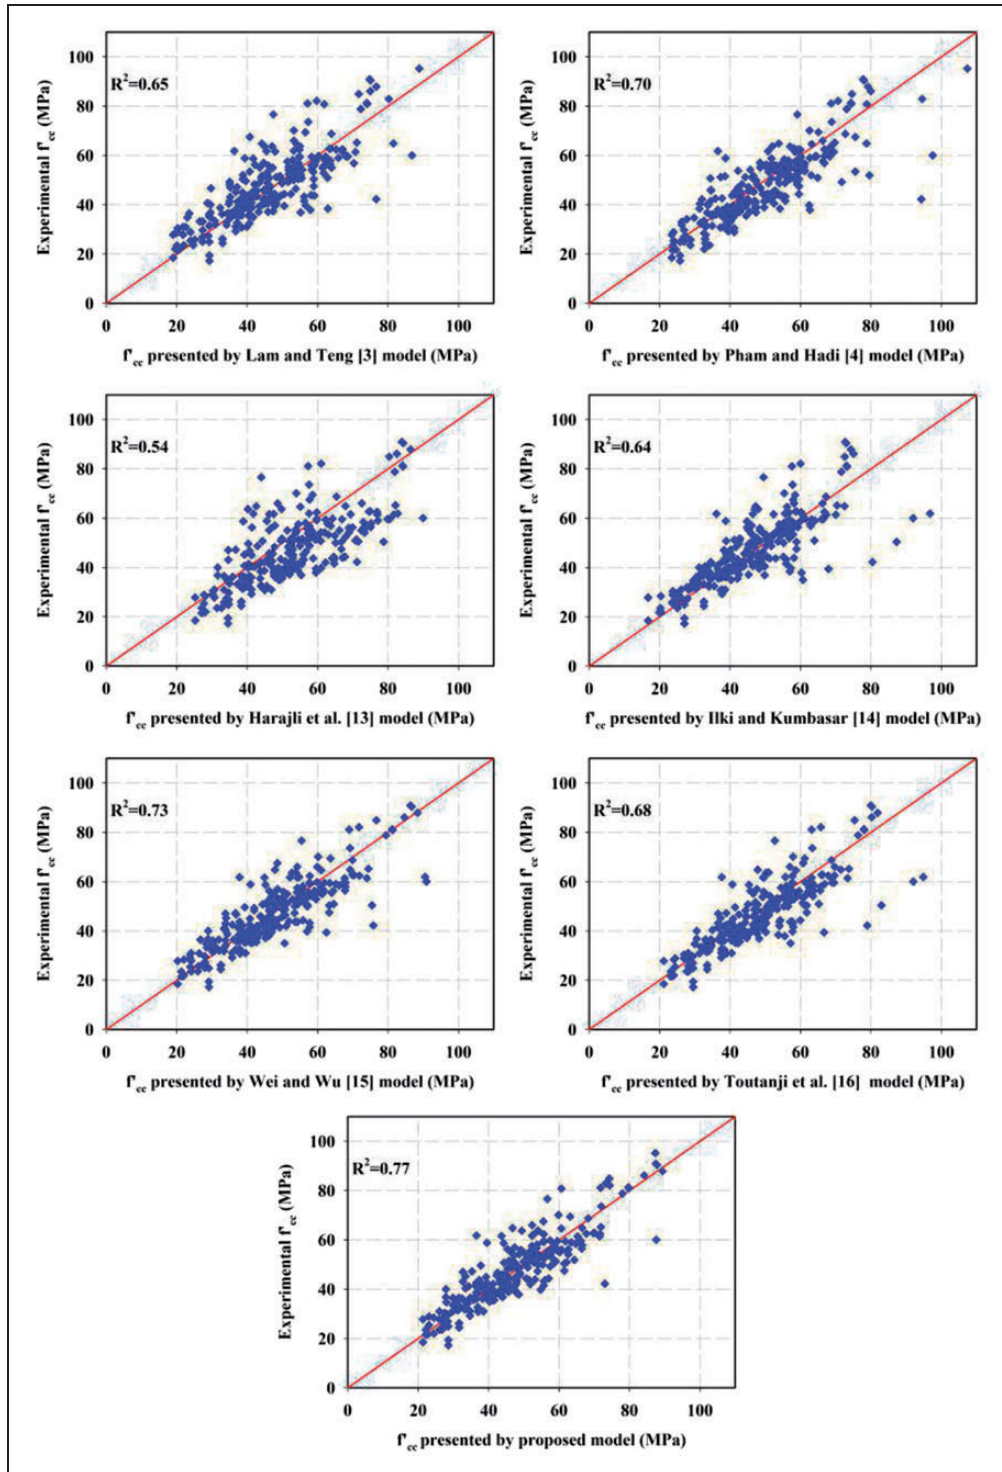 R²=0.65
Experimental f'cc (MPa)
100
80
60
40
20
0
0 20 40 60 80 100
f'cc presented by Lam and Teng [3] model (MPa)
R²=0.70
Experimental f'cc (MPa)
100
80
60
40
20
0
0 20 40 60 80 100
f'cc presented by Pham and Hadi [4] model (MPa)
R²=0.54
Experimental f'cc (MPa)
100
80
60
40
20
0
0 20 40 60 80 100
f'cc presented by Harajli et al. [13] model (MPa)
R²=0.64
Experimental f'cc (MPa)
100
80
60
40
20
0
0 20 40 60 80 100
f'cc presented by Ilki and Kumbasar [14] model (MPa)
R²=0.73
Experimental f'cc (MPa)
100
80
60
40
20
0
0 20 40 60 80 100
f'cc presented by Wei and Wu [15] model (MPa)
R²=0.68
Experimental f'cc (MPa)
100
80
60
40
20
0
0 20 40 60 80 100
f'cc presented by Toutanji et al. [16] model (MPa)
R²=0.77
Experimental f'cc (MPa)
100
80
60
40
20
0
0 20 40 60 80 100
f'cc presented by proposed model (MPa)